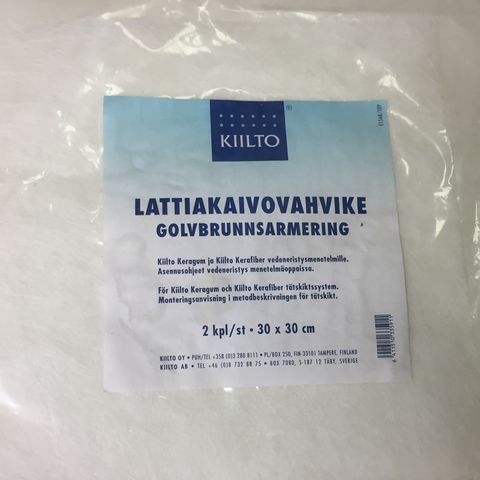 KIILTO®
LATTIAKAIVOVAHVIKE
GOLVBRUNNSARMERING
Kiilto Keragum ja Kiilto Kerafiber vedeneristysmenetelmille.
Asennusohjeet vedeneristys menetelmäoppaissa.
För Kiilto Keragum och Kiilto Kerafiber tätskiktssystem.
Monteringsanvisning i metodbeskrivningen för tätskikt.
2 kpl/st • 30 x 30 cm
KIILTO OY • PUH/TEL +358 (0)3 280 8111 • PL/BOX 250, FIN-33101 TAMPERE, FINLAND
KIILTO AB • TEL +46 (0)8 732 88 75 • BOX 7080, S-187 12 TÄBY, SVERIGE